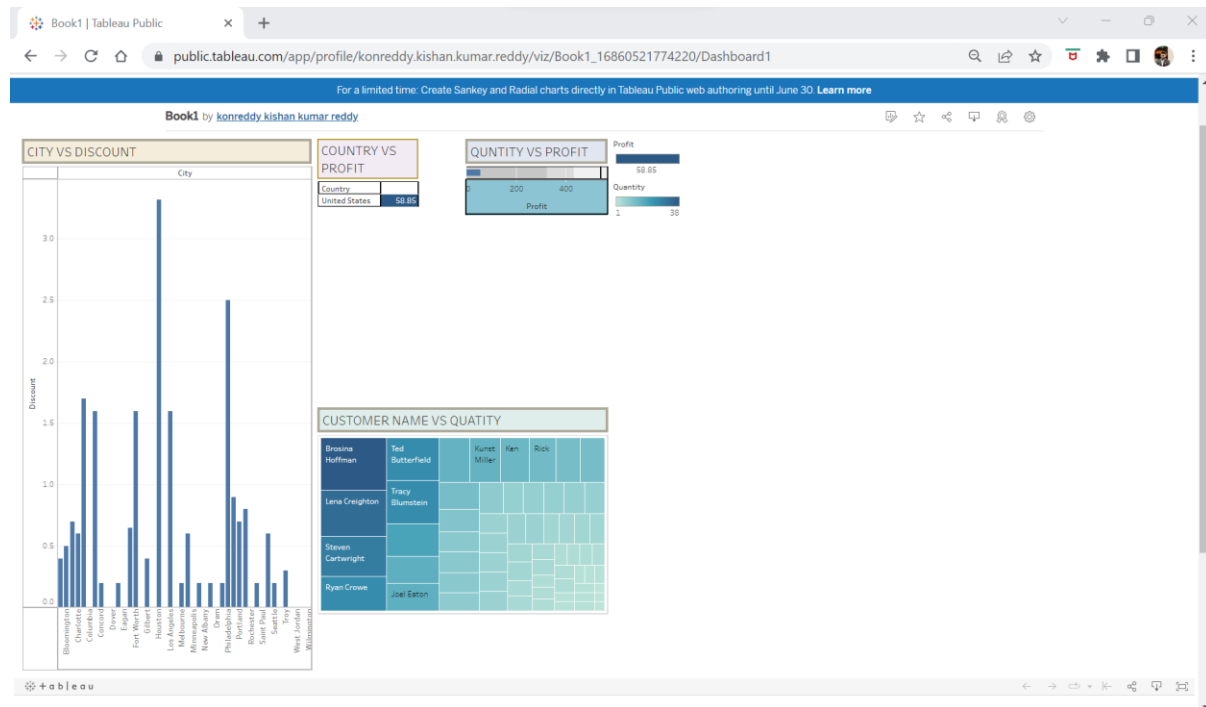 Book1 | Tableau Public
public.tableau.com/app/profile/konreddy.kishan.kumar.reddy/viz/Book1_16860521774220/Dashboard1
For a limited time: Create Sankey and Radial charts directly in Tableau Public web authoring until June 30. Learn more
Book1 by konreddy kishan kumar reddy
CITY VS DISCOUNT
City
Discount
3.0
2.5
2.0
1.5
1.0
0.5
0.0
Bloomington
Charlotte
Columbia
Concord
Dover
Eagan
Fort Worth
Gilbert
Houston
Los Angeles
Melbourne
Minneapolis
New Albany
Orem
Philadelphia
Portland
Rochester
Saint Paul
Seattle
Troy
West Jordan
Wilmington
COUNTRY VS
PROFIT
Country
United States 58.85
QUNTITY VS PROFIT
0 200 400
Profit
Profit
58.85
Quantity
1 38
CUSTOMER NAME VS QUATITY
Brosina
Hoffman
Lena Creighton
Steven
Cartwright
Ryan Crowe
Ted
Butterfield
Tracy
Blumstein
Joel Eaton
Kunst
Miller
Ken
Rick
+ableau